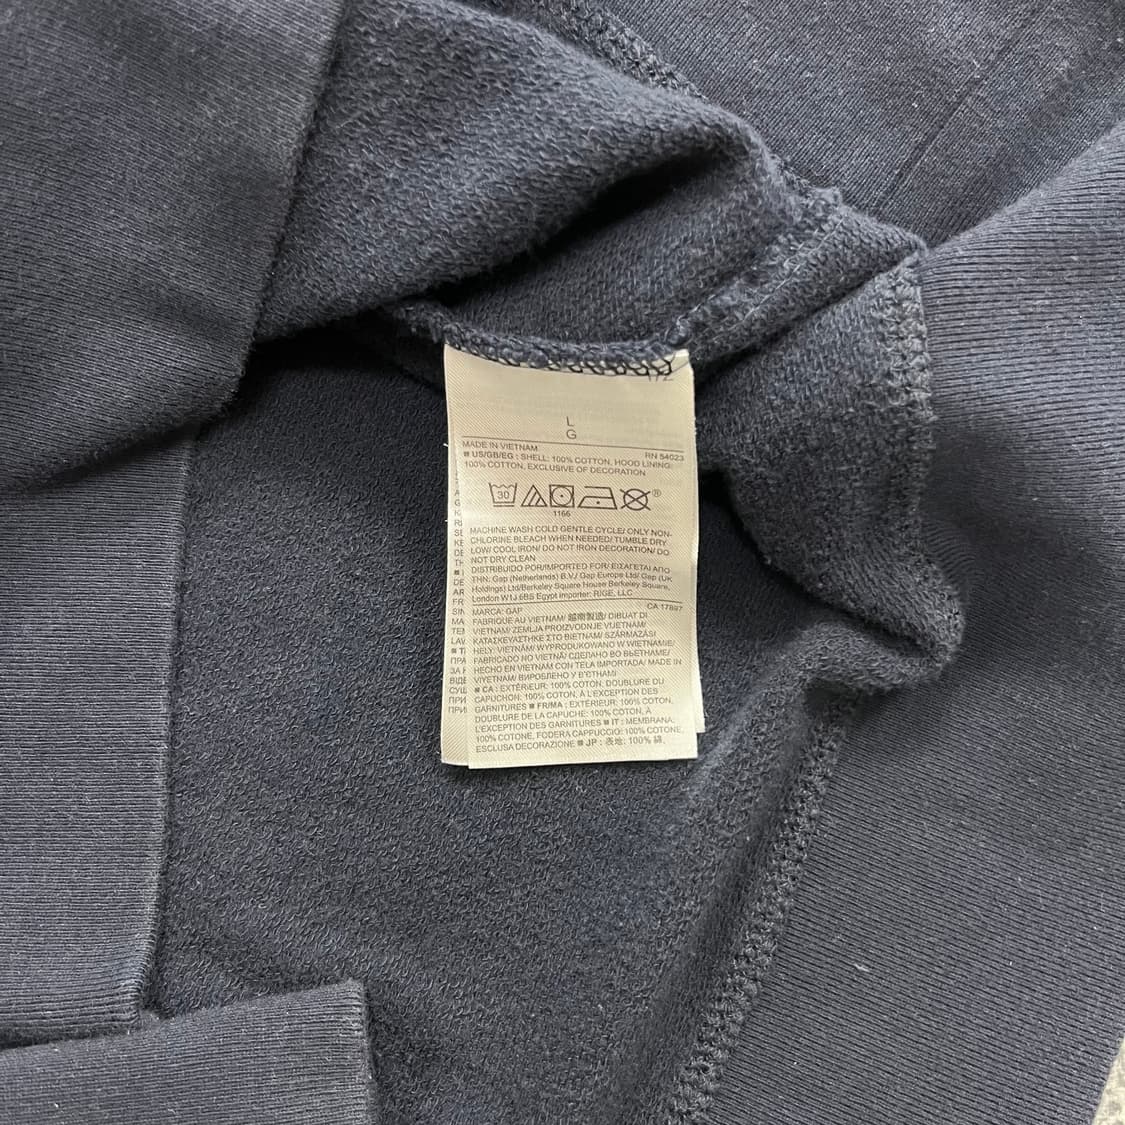 L
G
MADE IN VIETNAM RN 54023
■ US/GB/EG : SHELL: 100% COTTON, HOOD LINING:
100% COTTON, EXCLUSIVE OF DECORATION
30 ®
1166
MACHINE WASH COLD GENTLE CYCLE/ ONLY NON-
CHLORINE BLEACH WHEN NEEDED/ TUMBLE DRY
LOW/ COOL IRON/ DO NOT IRON DECORATION/ DO
NOT DRY CLEAN
DISTRIBUIDO POR/IMPORTED FOR/ ΕΙΣΑΓΕΤΑΙ ΑΠΟ
ΤΗΝ: Gap (Netherlands) B.V./ Gap Europe Ltd/ Gap (UK
Holdings) Ltd/Berkeley Square House Berkeley Square,
London W1J 6BS Egypt importer: RIGE, LLC
MARCA: GAP CA 17897
FABRIQUÉ AU VIETNAM/ 越南製造/ DIBUAT DI
VIETNAM/ ZEMLJA PROIZVODNJE VIJETNAM/
ΚΑΤΑΣΚΕΥΑΣΤΗΚΕ ΣΤΟ ΒΙΕΤΝΑΜ/ SZÁRMAZÁSI
HELY: VIETNÁM/ WYPRODUKOWANO W WIETNAMIE/
FABRICADO NO VIETNÃ/ СДЕЛАНО ВО ВЬЕТНАМЕ/
HECHO EN VIETNAM CON TELA IMPORTADA/ MADE IN
VIYETNAM/ ВИРОБЛЕНО У В'ЄТНАМІ
■ CA : EXTÉRIEUR: 100% COTON, DOUBLURE DU
CAPUCHON: 100% COTON, À L'EXCEPTION DES
GARNITURES ■ FR/MA : EXTÉRIEUR: 100% COTON,
DOUBLURE DE LA CAPUCHE: 100% COTON, À
L'EXCEPTION DES GARNITURES ■ IT : MEMBRANA:
100% COTONE, FODERA CAPPUCCIO: 100% COTONE,
ESCLUSA DECORAZIONE ■ JP : 表地: 100% 綿,